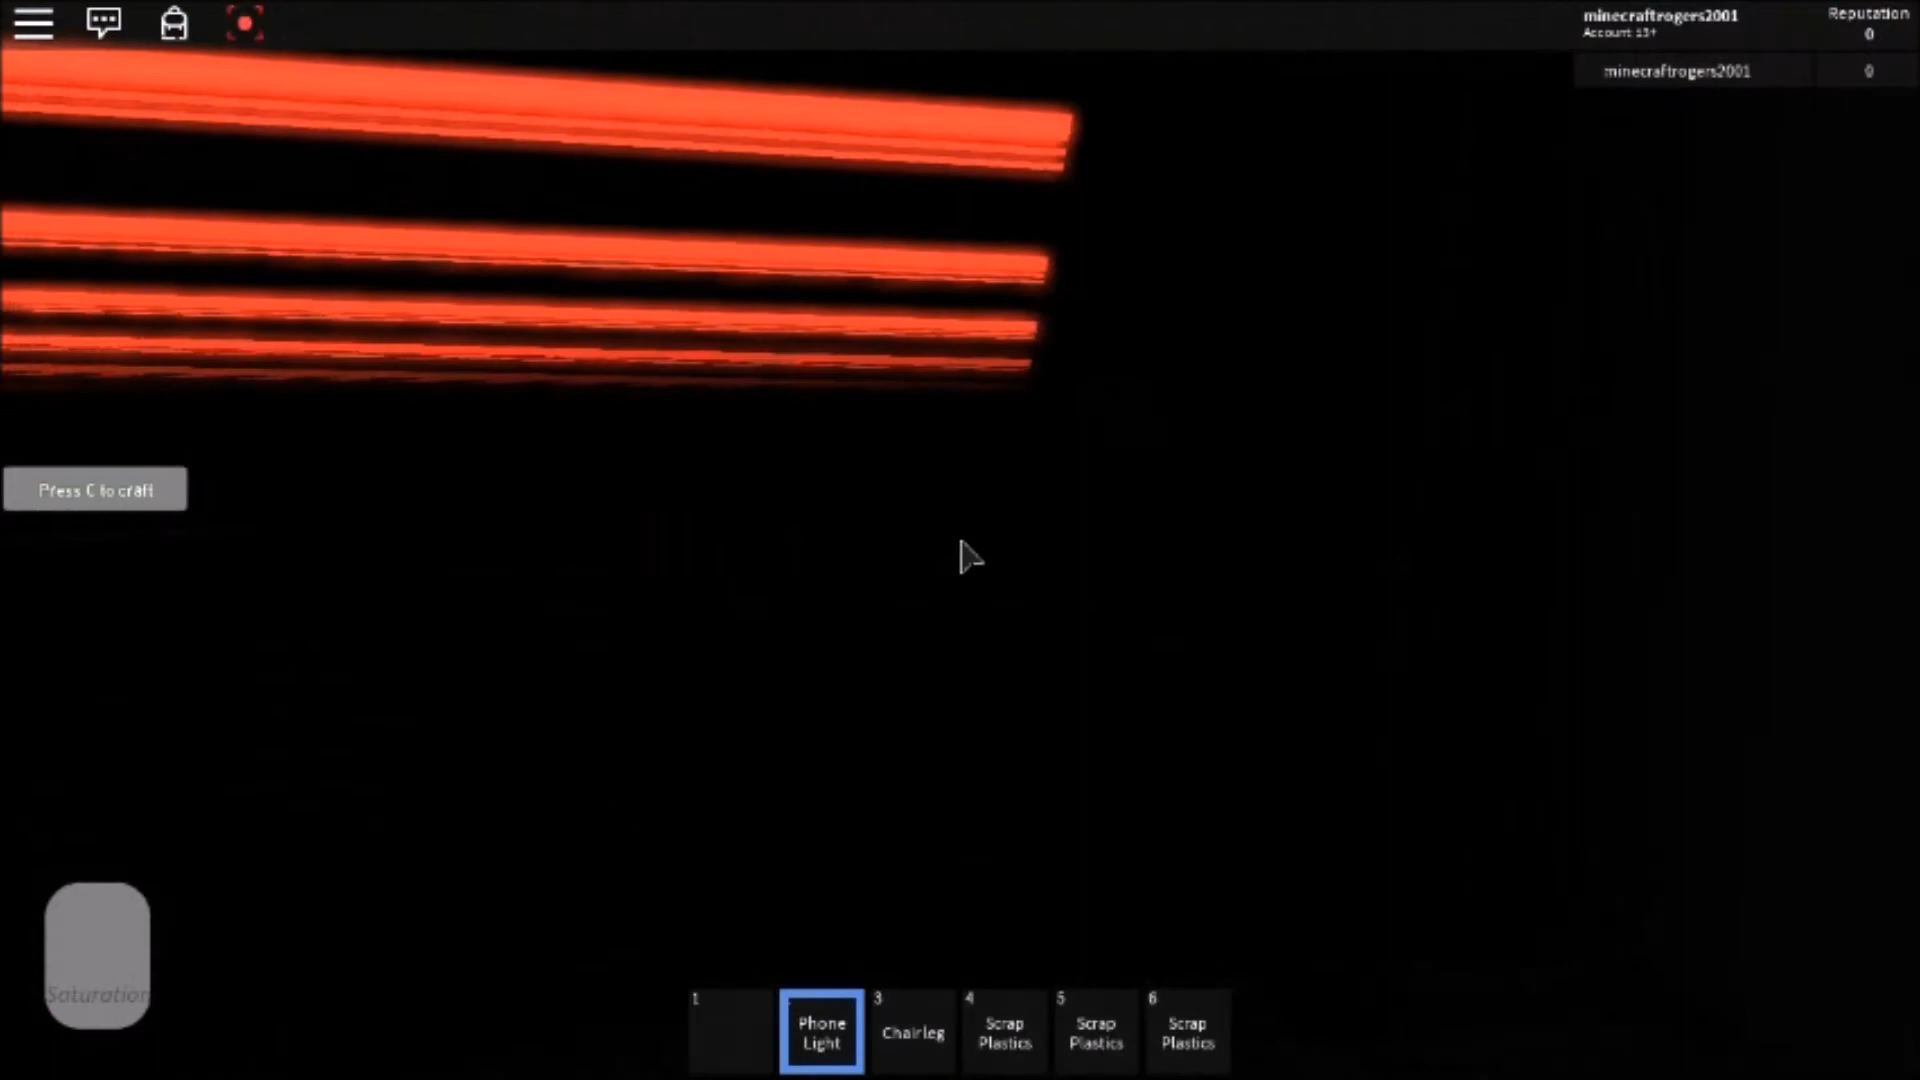 minecraftrogers2001
Account: 13+
Reputation
0
minecraftrogers2001
0
Press C to craft
Saturation
1
Phone
Light
3
Chairleg
4
Scrap
Plastics
5
Scrap
Plastics
6
Scrap
Plastics